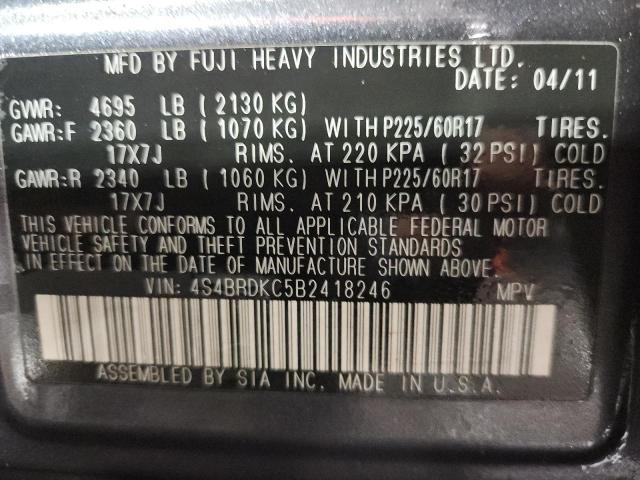 MFD BY FUJI HEAVY INDUSTRIES LTD.
DATE: 04/11
GVWR: 4695 LB ( 2130 KG)
GAWR:F 2360 LB ( 1070 KG) WITH P225/60R17 TIRES.
17X7J RIMS. AT 220 KPA ( 32 PSI) COLD
GAWR:R 2340 LB ( 1060 KG) WITH P225/60R17 TIRES.
17X7J RIMS. AT 210 KPA ( 30 PSI) COLD
THIS VEHICLE CONFORMS TO ALL APPLICABLE FEDERAL MOTOR
VEHICLE SAFETY AND THEFT PREVENTION STANDARDS
IN EFFECT ON THE DATE OF MANUFACTURE SHOWN ABOVE.
VIN: 4S4BRDKC5B2418246 MPV
ASSEMBLED BY SIA INC. MADE IN U.S.A.